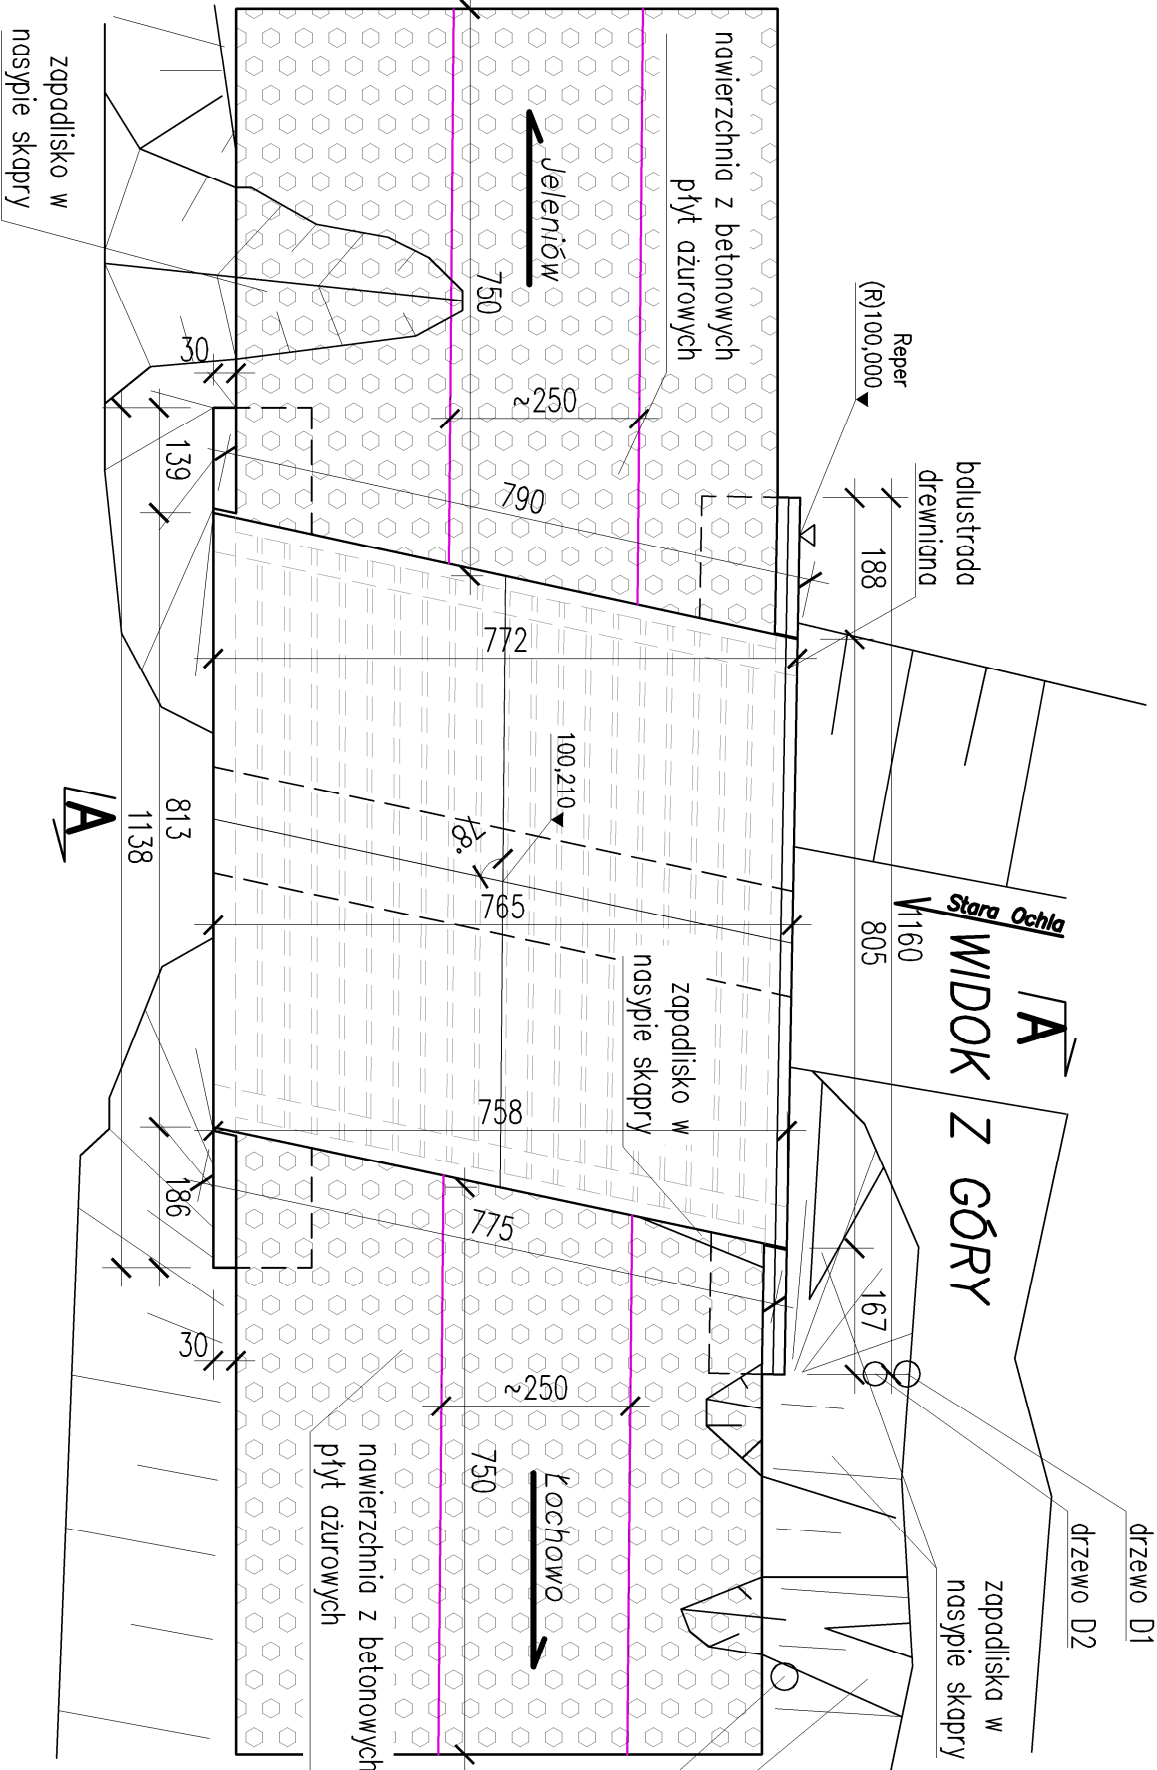 WIDOK Z GÓRY
A
A
Stara Ochla
drzewo D1
drzewo D2
zapadliska w
nasypie skapry
balustrada
drewniana
Reper
(R)100,000
1160
188
805
167
nawierzchnia z betonowych
płyt ażurowych
zapadlisko w
nasypie skapry
Jeleniów
100,210
Łochowo
~250
~250
750
790
772
78°
765
758
775
750
nawierzchnia z betonowych
płyt ażurowych
30
30
139
813
186
1138
zapadlisko w
nasypie skapry